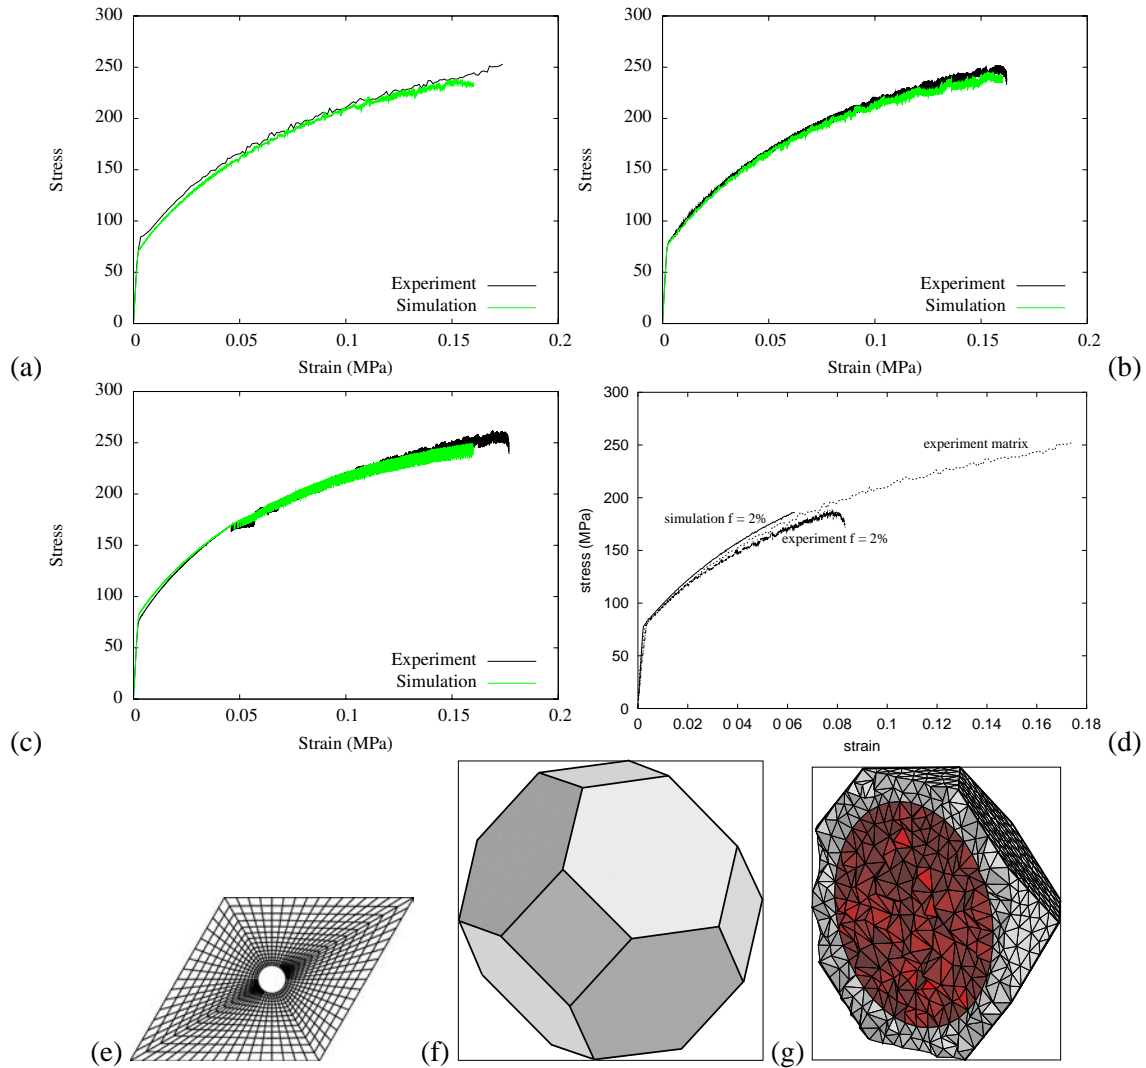 300
250
200
150
100
50
0
Stress
Experiment
Simulation
0
0.05
0.1
0.15
0.2
Strain (MPa)
(a)
300
250
200
150
100
50
0
Stress
Experiment
Simulation
0
0.05
0.1
0.15
0.2
Strain (MPa)
(b)
300
250
200
150
100
50
0
Stress
Experiment
Simulation
0
0.05
0.1
0.15
0.2
Strain (MPa)
(c)
300
250
200
150
100
50
0
stress (MPa)
experiment matrix
simulation f = 2%
experiment f = 2%
0
0.02
0 04
0 06
0.08
0.1
0.12
0.14
0.16
0.18
strain
(d)
(e)
(f)
(g)